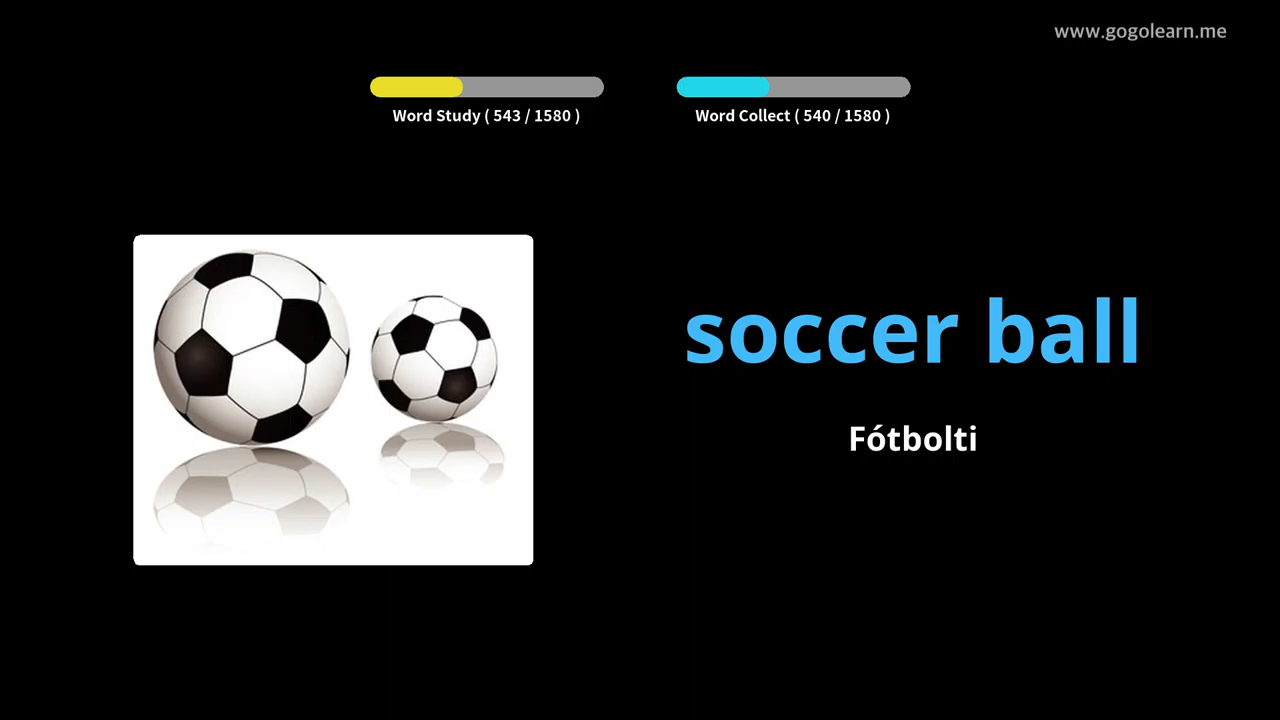 www.gogolearn.me
Word Study ( 543 / 1580 )
Word Collect ( 540 / 1580 )
soccer ball
Fótbolti